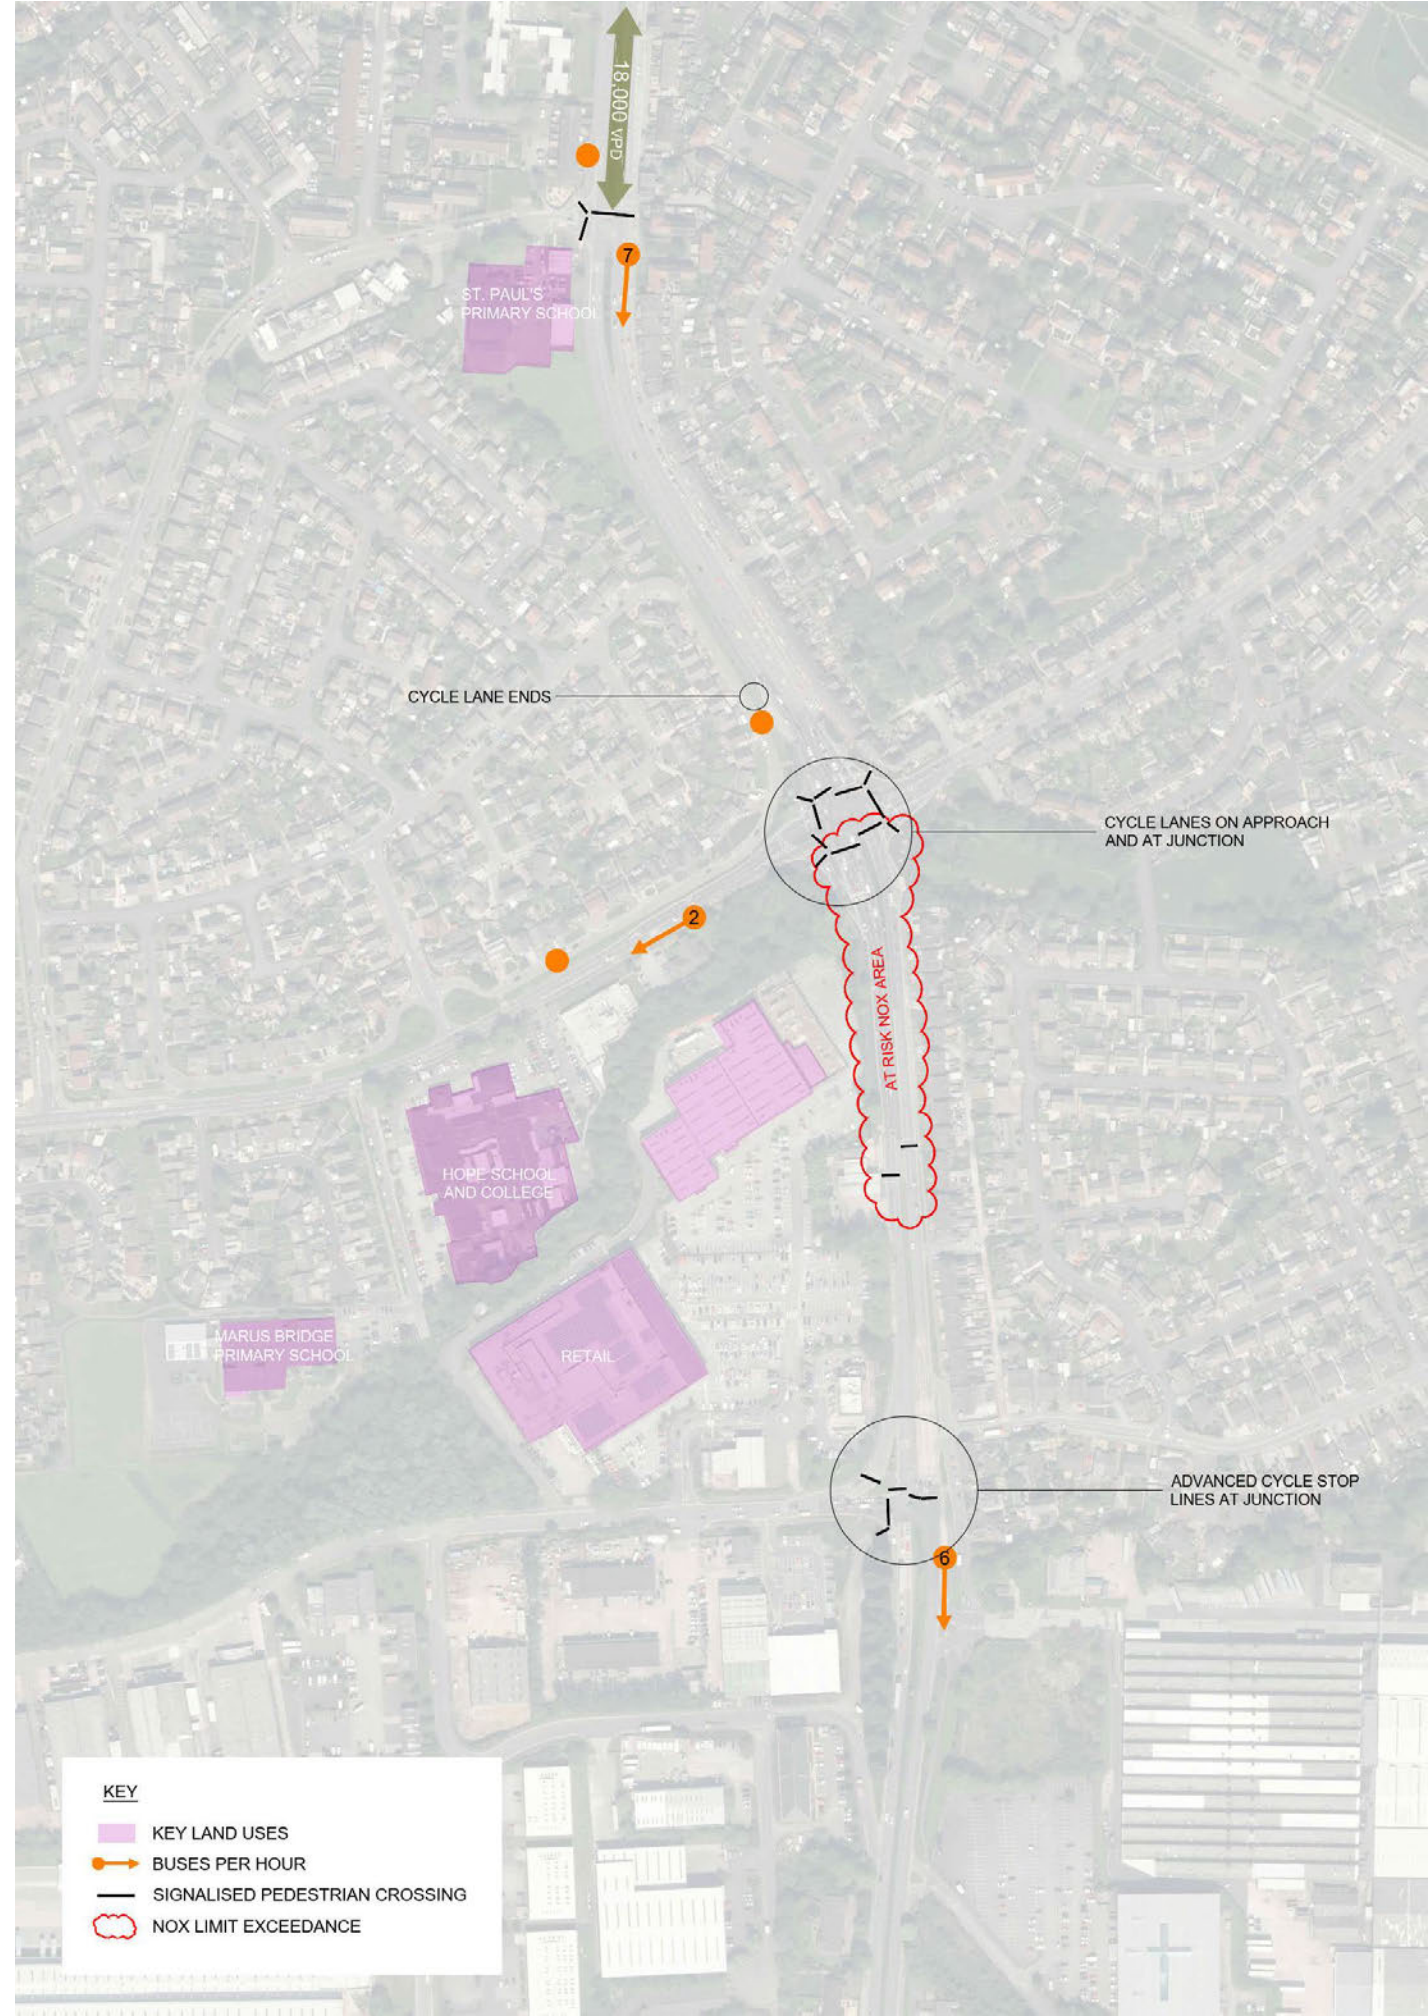 18,000 VPD
7
ST. PAUL'S
PRIMARY SCHOOL
CYCLE LANE ENDS
CYCLE LANES ON APPROACH
AND AT JUNCTION
2
AT RISK NOX AREA
HOPE SCHOOL
AND COLLEGE
MARUS BRIDGE
PRIMARY SCHOOL
RETAIL
ADVANCED CYCLE STOP
LINES AT JUNCTION
6
KEY
KEY LAND USES
BUSES PER HOUR
SIGNALISED PEDESTRIAN CROSSING
NOX LIMIT EXCEEDANCE